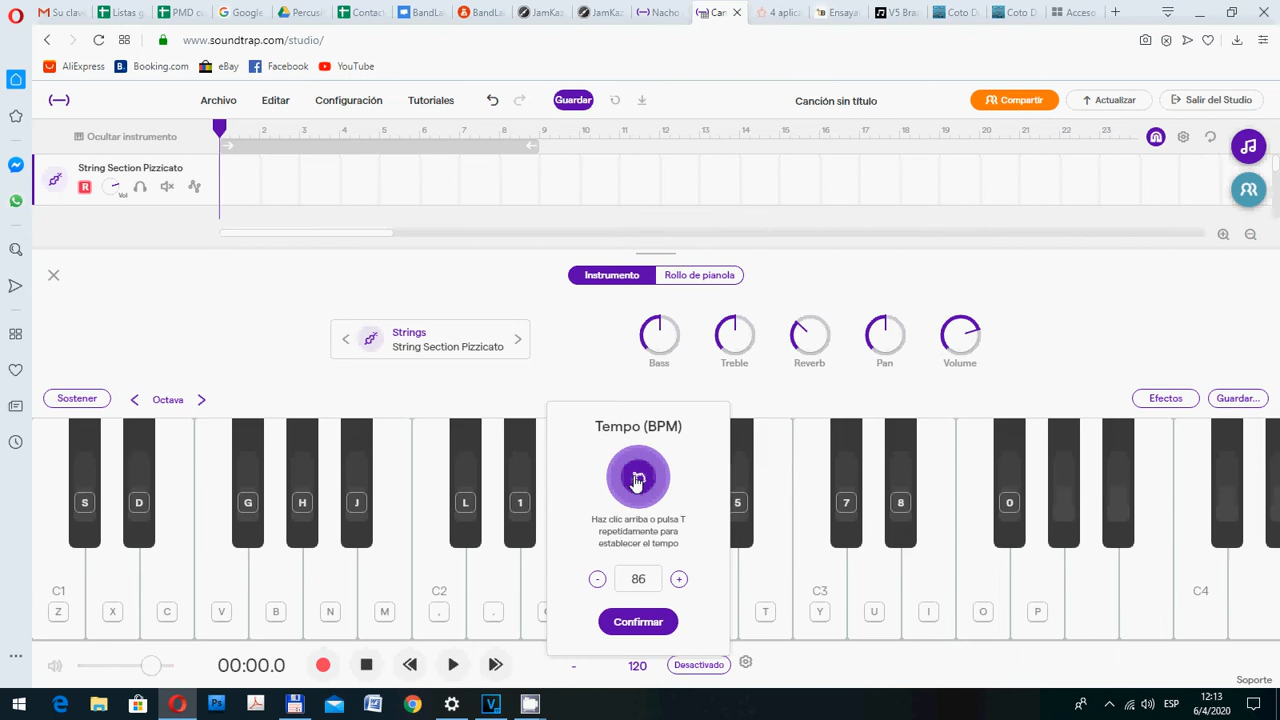 Su clave
Listas g
PMD c
Google
Percusi
Contact
BandLa
BandLa
JamKaz
JamKaz
Nacho
Can
4 aplica
Ensaya
V5 Braz
Coto D
Coto D
Acceso
www.soundtrap.com/studio/
AliExpress
Booking.com
eBay
Facebook
YouTube
Archivo
Editar
Configuración
Tutoriales
Guardar
Canción sin título
Compartir
Actualizar
Salir del Studio
Ocultar instrumento
2 3 4 5 6 7 8 9 10 11 12 13 14 15 16 17 18 19 20 21 22 23
String Section Pizzicato
R
Vol
Instrumento
Rollo de pianola
Strings
String Section Pizzicato
Bass
Treble
Reverb
Pan
Volume
Sostener
Octava
Efectos
Guardar...
Tempo (BPM)
Haz clic arriba o pulsa T
repetidamente para
establecer el tempo
- 86 +
Confirmar
S D G H J L 1 5 7 8 0
C1 C2 C3 C4
Z X C V B N M , . T Y U I O P
00:00.0
-
120
Desactivado
Soporte
ESP
12:13
6/4/2020